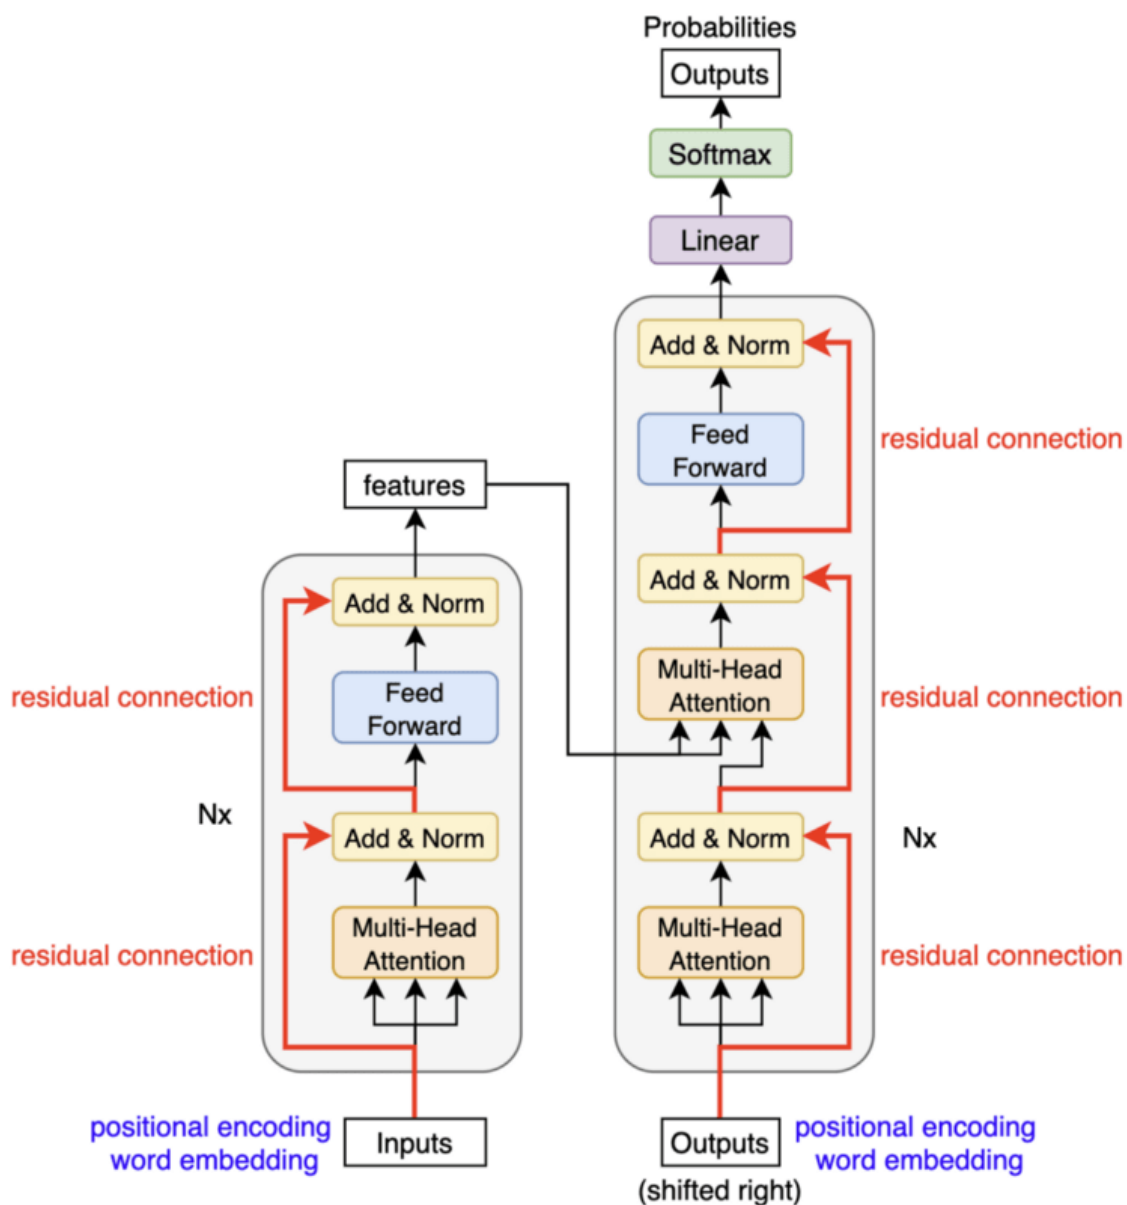 Probabilities
Outputs
Softmax
Linear
Add & Norm
Feed
Forward
residual connection
Add & Norm
Multi-Head
Attention
residual connection
Add & Norm
Nx
Multi-Head
Attention
residual connection
Outputs
(shifted right)
positional encoding
word embedding
features
Add & Norm
residual connection
Feed
Forward
Nx
Add & Norm
residual connection
Multi-Head
Attention
positional encoding
word embedding
Inputs